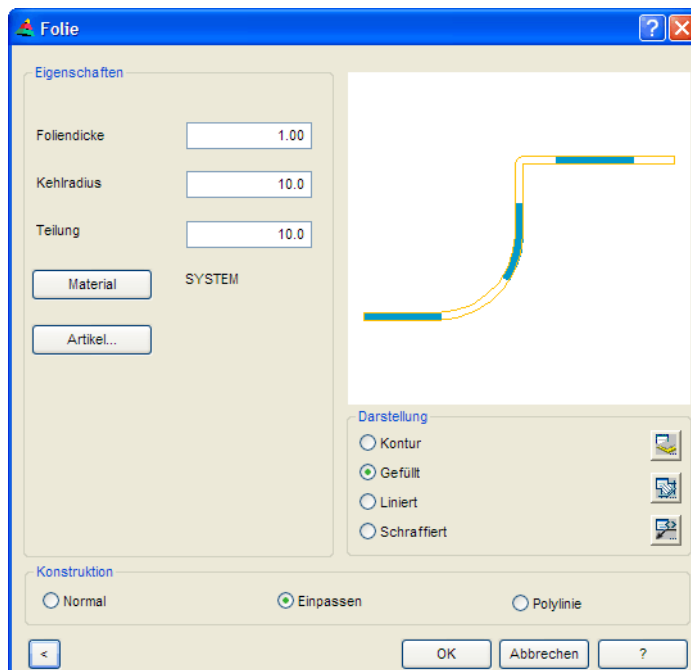 Folie
Eigenschaften
Foliendicke 1.00
Kehlradius 10.0
Teilung 10.0
Material SYSTEM
Artikel...
Darstellung
Kontur
Gefüllt
Liniert
Schraffiert
Konstruktion
Normal Einpassen Polylinie
< OK Abbrechen ?